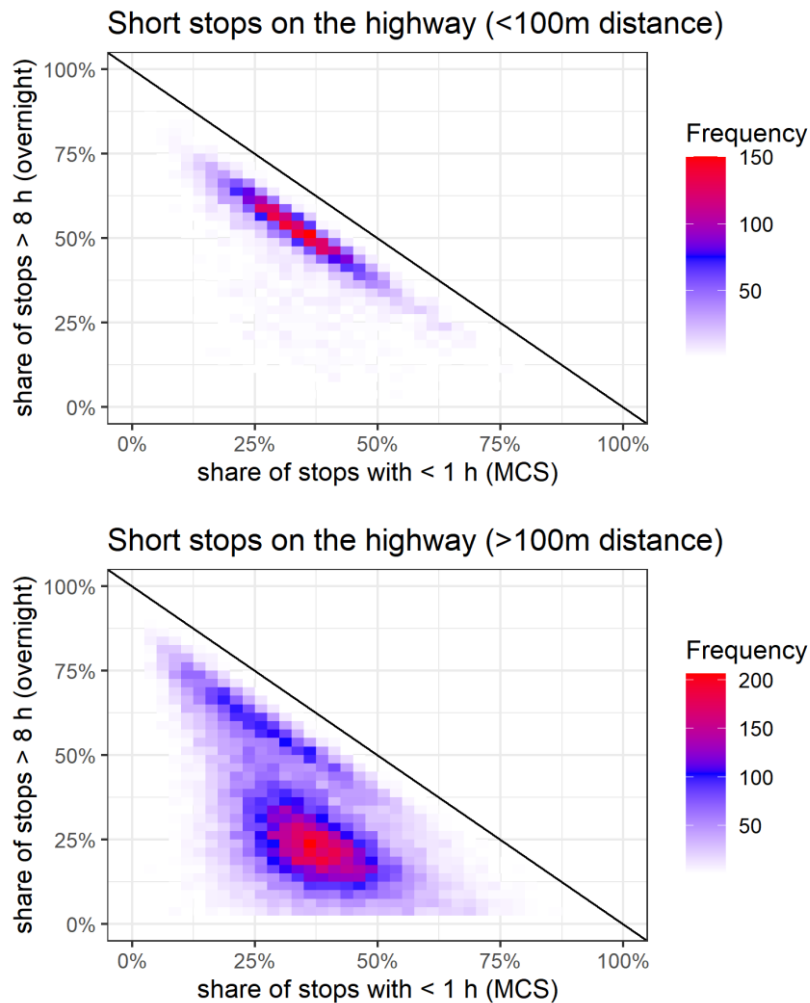 Short stops on the highway (<100m distance)
share of stops > 8 h (overnight)
100%
75%
50%
25%
0%
0% 25% 50% 75% 100%
share of stops with < 1 h (MCS)
Frequency
150
100
50
Short stops on the highway (>100m distance)
share of stops > 8 h (overnight)
100%
75%
50%
25%
0%
0% 25% 50% 75% 100%
share of stops with < 1 h (MCS)
Frequency
200
150
100
50